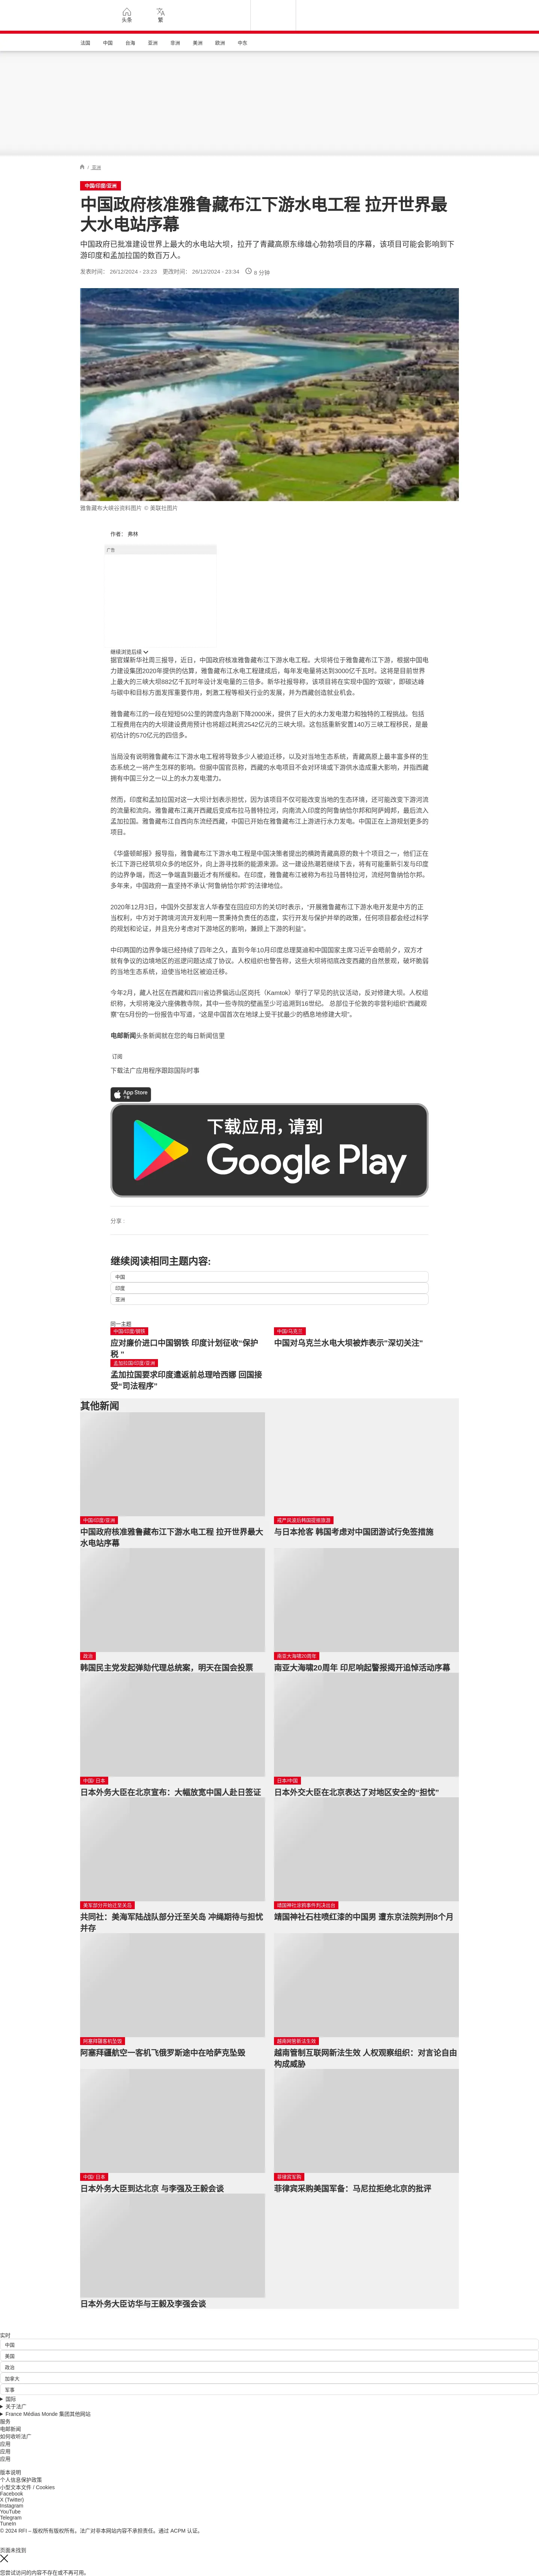 头条
繁
法国 中国 台海 亚洲 非洲 美洲 欧洲 中东
/ 亚洲
中国/印度/亚洲
中国政府核准雅鲁藏布江下游水电工程 拉开世界最
大水电站序幕
中国政府已批准建设世界上最大的水电站大坝，拉开了青藏高原东缘雄心勃勃项目的序幕，该项目可能会影响到下
游印度和孟加拉国的数百万人。
发表时间： 26/12/2024 - 23:23 更改时间： 26/12/2024 - 23:34 8 分钟
雅鲁藏布大峡谷资料图片 © 美联社图片
作者： 弗林
广告
继续浏览后续
据官媒新华社周三报导，近日，中国政府核准雅鲁藏布江下游水电工程。大坝将位于雅鲁藏布江下游，根据中国电
力建设集团2020年提供的估算，雅鲁藏布江水电工程建成后，每年发电量将达到3000亿千瓦时。这将是目前世界
上最大的三峡大坝882亿千瓦时年设计发电量的三倍多。新华社报导称，该项目将在实现中国的“双碳”，即碳达峰
与碳中和目标方面发挥重要作用，刺激工程等相关行业的发展，并为西藏创造就业机会。
雅鲁藏布江的一段在短短50公里的跨度内急剧下降2000米，提供了巨大的水力发电潜力和独特的工程挑战。包括
工程费用在内的大坝建设费用预计也将超过耗资2542亿元的三峡大坝。这包括重新安置140万三峡工程移民，是最
初估计的570亿元的四倍多。
当局没有说明雅鲁藏布江下游水电工程将导致多少人被迫迁移，以及对当地生态系统，青藏高原上最丰富多样的生
态系统之一将产生怎样的影响。但据中国官员称，西藏的水电项目不会对环境或下游供水造成重大影响，并指西藏
拥有中国三分之一以上的水力发电潜力。
然而，印度和孟加拉国对这一大坝计划表示担忧，因为该项目不仅可能改变当地的生态环境，还可能改变下游河流
的流量和流向。雅鲁藏布江离开西藏后变成布拉马普特拉河，向南流入印度的阿鲁纳恰尔邦和阿萨姆邦，最后流入
孟加拉国。雅鲁藏布江自西向东流经西藏，中国已开始在雅鲁藏布江上游进行水力发电。中国正在上游规划更多的
项目。
《华盛顿邮报》报导指，雅鲁藏布江下游水电工程是中国决策者提出的横跨青藏高原的数十个项目之一，他们正在
长江下游已经筑坝众多的地区外，向上游寻找新的能源来源。这一建设热潮若继续下去，将有可能重新引发与印度
的边界争端，而这一争端直到最近才有所缓和。在印度，雅鲁藏布江被称为布拉马普特拉河，流经阿鲁纳恰尔邦。
多年来，中国政府一直坚持不承认“阿鲁纳恰尔邦”的法律地位。
2020年12月3日，中国外交部发言人华春莹在回应印方的关切时表示，“开展雅鲁藏布江下游水电开发是中方的正
当权利，中方对于跨境河流开发利用一贯秉持负责任的态度，实行开发与保护并举的政策，任何项目都会经过科学
的规划和论证，并且充分考虑对下游地区的影响，兼顾上下游的利益”。
中印两国的边界争端已经持续了四年之久，直到今年10月印度总理莫迪和中国国家主席习近平会晤前夕，双方才
就有争议的边境地区的巡逻问题达成了协议。人权组织也警告称，这些大坝将彻底改变西藏的自然景观，破坏脆弱
的当地生态系统，迫使当地社区被迫迁移。
今年2月，藏人社区在西藏和四川省边界偏远山区岗托（Kamtok）举行了罕见的抗议活动，反对修建大坝。人权组
织称，大坝将淹没六座佛教寺院，其中一些寺院的壁画至少可追溯到16世纪。 总部位于伦敦的非营利组织“西藏观
察”在5月份的一份报告中写道，“这是中国首次在地球上受干扰最少的栖息地修建大坝”。
电邮新闻头条新闻就在您的每日新闻信里
订阅
下载法广应用程序跟踪国际时事
App Store
下载应用，请到
Google Play
分享 :
继续阅读相同主题内容:
中国
印度
亚洲
同一主题
中国/印度/钢铁
应对廉价进口中国钢铁 印度计划征收“保护
税 ”
中国/乌克兰
中国对乌克兰水电大坝被炸表示“深切关注”
孟加拉国/印度/亚洲
孟加拉国要求印度遣返前总理哈西娜 回国接
受“司法程序”
其他新闻
中国/印度/亚洲
中国政府核准雅鲁藏布江下游水电工程 拉开世界最大
水电站序幕
与日本抢客 韩国考虑对中国团游试行免签措施
政治
韩国民主党发起弹劾代理总统案，明天在国会投票
南亚大海啸20周年
南亚大海啸20周年 印尼响起警报揭开追悼活动序幕
中国/ 日本
日本外务大臣在北京宣布：大幅放宽中国人赴日签证
日本/中国
日本外交大臣在北京表达了对地区安全的“担忧”
美军部分开始迁至关岛
共同社：美海军陆战队部分迁至关岛 冲绳期待与担忧
并存
靖国神社涂鸦事件判决出台
靖国神社石柱喷红漆的中国男 遭东京法院判刑8个月
阿塞拜疆客机坠毁
阿塞拜疆航空一客机飞俄罗斯途中在哈萨克坠毁
越南网管新法生效
越南管制互联网新法生效 人权观察组织：对言论自由
构成威胁
中国/ 日本
日本外务大臣到达北京 与李强及王毅会谈
菲律宾军购
菲律宾采购美国军备：马尼拉拒绝北京的批评
日本外务大臣访华与王毅及李强会谈
实时
中国
美国
政治
加拿大
军事
国际
关于法广
France Médias Monde 集团其他网站
服务
电邮新闻
如何收听法广
应用
应用
应用
版本说明
个人信息保护政策
小型文本文件 / Cookies
Facebook
X (Twitter)
Instagram
YouTube
Telegram
TuneIn
© 2024 RFI – 版权所有版权所有。法广对非本网站内容不承担责任。通过 ACPM 认证。
页面未找到
您尝试访问的内容不存在或不再可用。